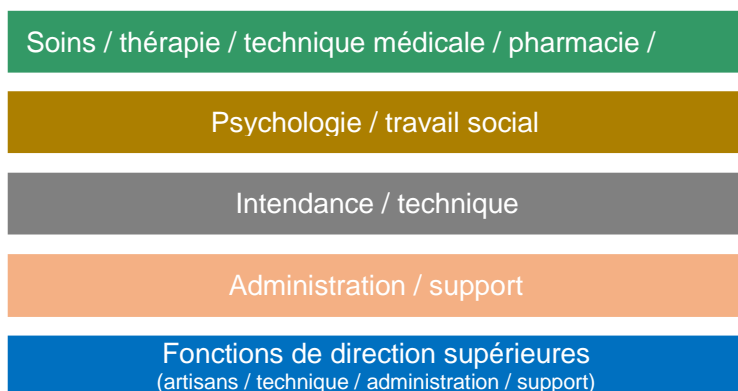 Soins / thérapie / technique médicale / pharmacie /
Psychologie / travail social
Intendance / technique
Administration / support
Fonctions de direction supérieures
(artisans / technique / administration / support)